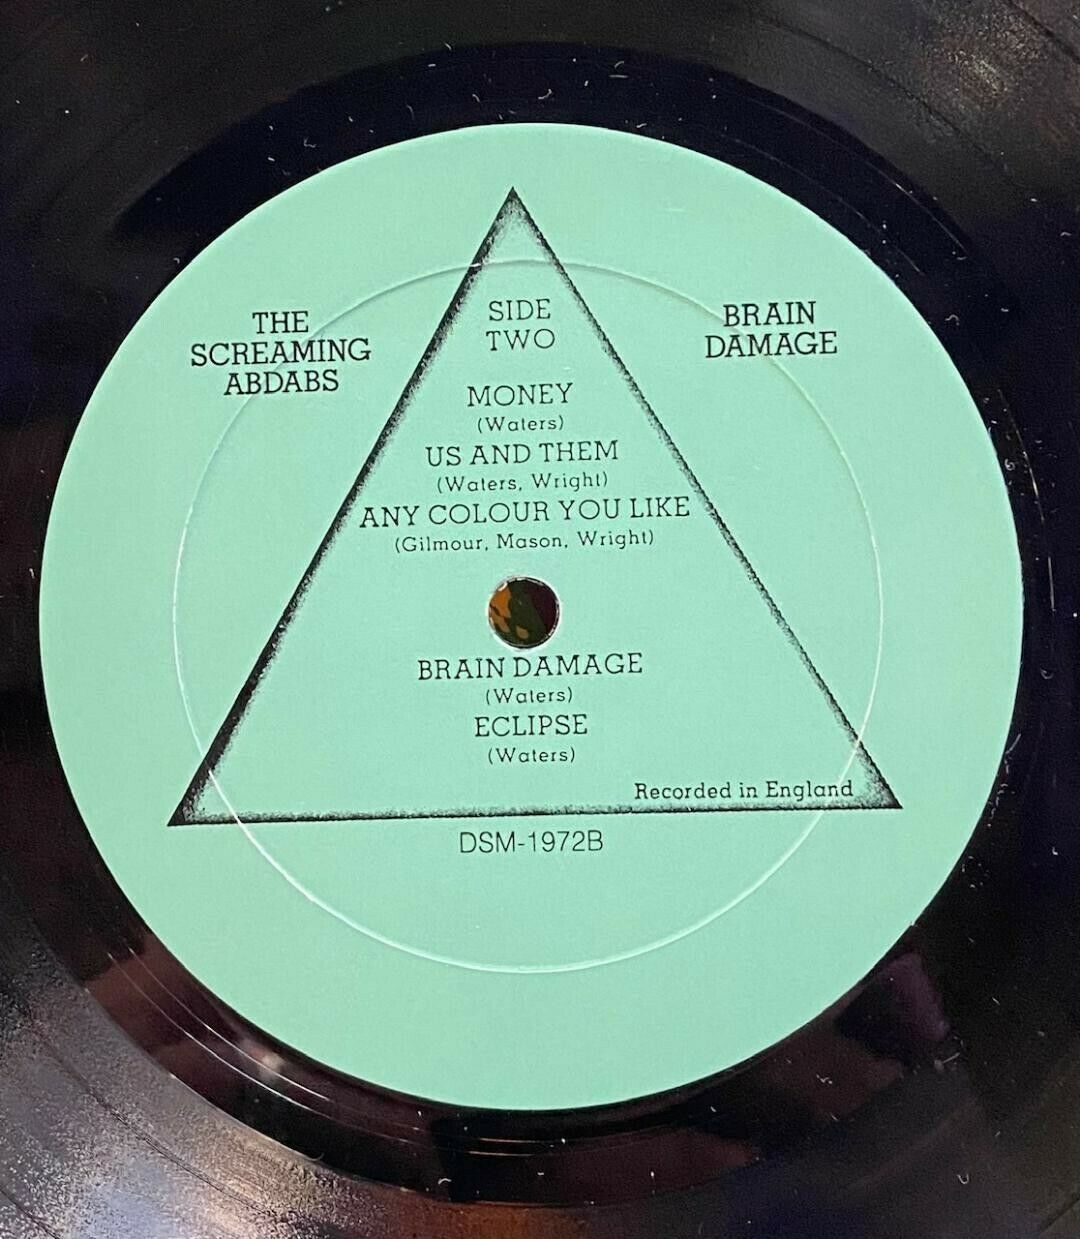 THE
SCREAMING
ABDABS
BRAIN
DAMAGE
SIDE
TWO
MONEY
(Waters)
US AND THEM
(Waters, Wright)
ANY COLOUR YOU LIKE
(Gilmour, Mason, Wright)
BRAIN DAMAGE
(Waters)
ECLIPSE
(Waters)
Recorded in England
DSM-1972B